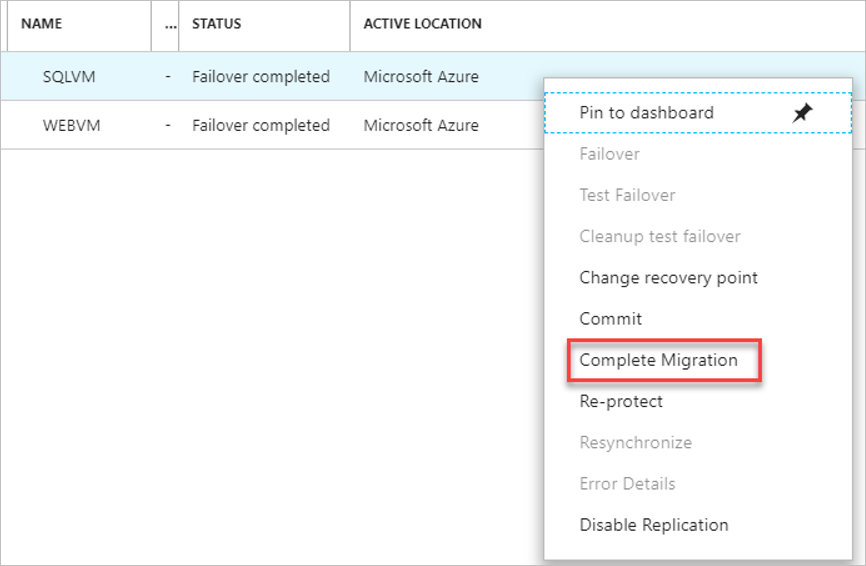 NAME ... STATUS ACTIVE LOCATION
SQLVM - Failover completed Microsoft Azure
WEBVM - Failover completed Microsoft Azure
Pin to dashboard
Failover
Test Failover
Cleanup test failover
Change recovery point
Commit
Complete Migration
Re-protect
Resynchronize
Error Details
Disable Replication